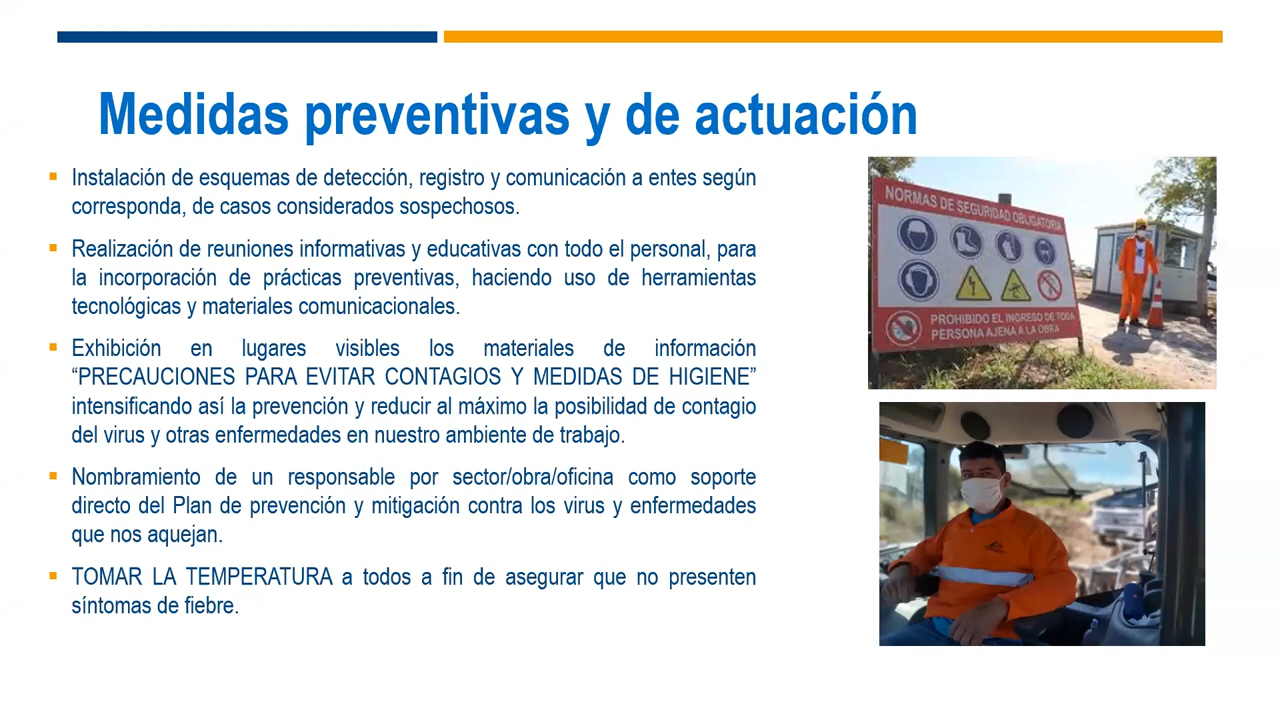 Medidas preventivas y de actuación
Instalación de esquemas de detección, registro y comunicación a entes según
corresponda, de casos considerados sospechosos.
Realización de reuniones informativas y educativas con todo el personal, para
la incorporación de prácticas preventivas, haciendo uso de herramientas
tecnológicas y materiales comunicacionales.
Exhibición en lugares visibles los materiales de información
“PRECAUCIONES PARA EVITAR CONTAGIOS Y MEDIDAS DE HIGIENE”
intensificando así la prevención y reducir al máximo la posibilidad de contagio
del virus y otras enfermedades en nuestro ambiente de trabajo.
Nombramiento de un responsable por sector/obra/oficina como soporte
directo del Plan de prevención y mitigación contra los virus y enfermedades
que nos aquejan.
TOMAR LA TEMPERATURA a todos a fin de asegurar que no presenten
síntomas de fiebre.
NORMAS DE SEGURIDAD OBLIGATORIA
PROHIBIDO EL INGRESO DE TODA
PERSONA AJENA A LA OBRA